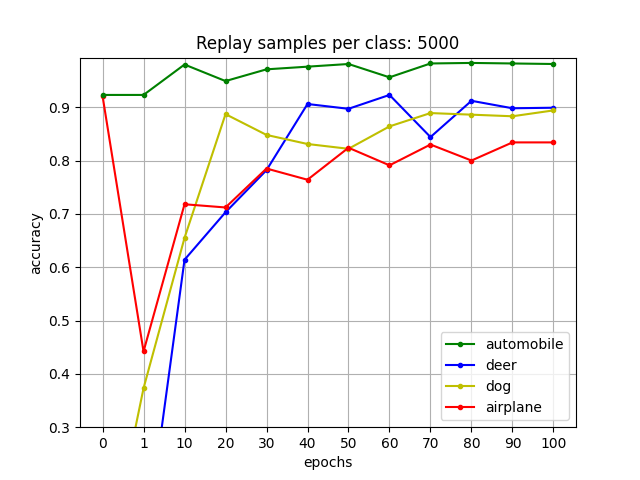 Replay samples per class: 5000
accuracy
0.9
0.8
0.7
0.6
0.5
0.4
0.3
automobile
deer
dog
airplane
0 1 10 20 30 40 50 60 70 80 90 100
epochs